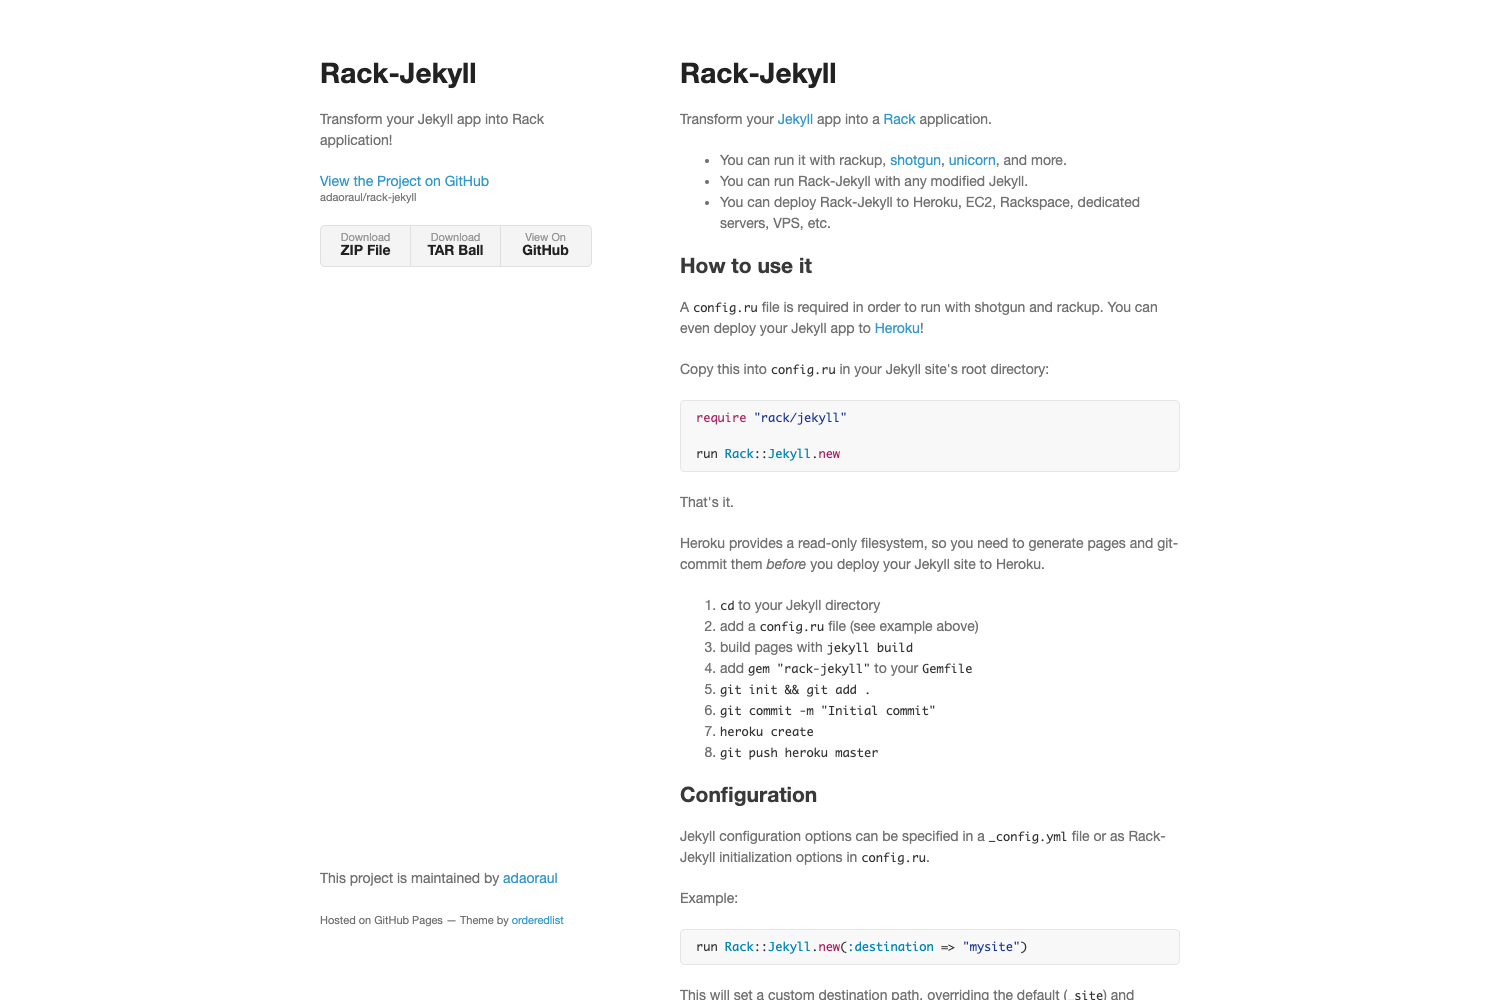 Rack-Jekyll
Transform your Jekyll app into Rack
application!
View the Project on GitHub
adaoraul/rack-jekyll
Download
ZIP File
Download
TAR Ball
View On
GitHub
This project is maintained by adaoraul
Hosted on GitHub Pages — Theme by orderedlist
Rack-Jekyll
Transform your Jekyll app into a Rack application.
• You can run it with rackup, shotgun, unicorn, and more.
• You can run Rack-Jekyll with any modified Jekyll.
• You can deploy Rack-Jekyll to Heroku, EC2, Rackspace, dedicated
servers, VPS, etc.
How to use it
A config.ru file is required in order to run with shotgun and rackup. You can
even deploy your Jekyll app to Heroku!
Copy this into config.ru in your Jekyll site's root directory:
require "rack/jekyll"
run Rack::Jekyll.new
That's it.
Heroku provides a read-only filesystem, so you need to generate pages and git-
commit them before you deploy your Jekyll site to Heroku.
1. cd to your Jekyll directory
2. add a config.ru file (see example above)
3. build pages with jekyll build
4. add gem "rack-jekyll" to your Gemfile
5. git init && git add .
6. git commit -m "Initial commit"
7. heroku create
8. git push heroku master
Configuration
Jekyll configuration options can be specified in a _config.yml file or as Rack-
Jekyll initialization options in config.ru.
Example:
run Rack::Jekyll.new(:destination => "mysite")
This will set a custom destination path, overriding the default (_site) and